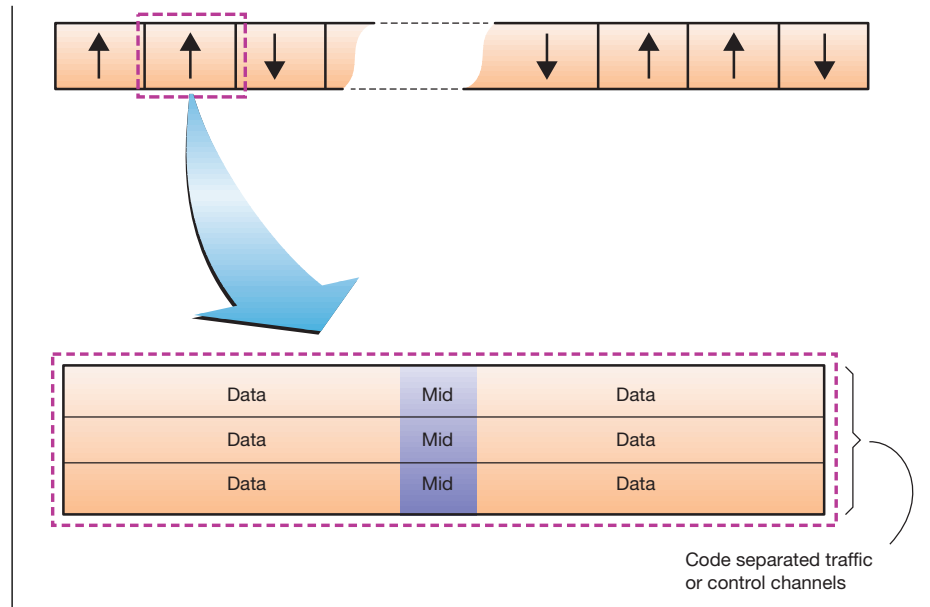 Data Mid Data
Data Mid Data
Data Mid Data
Code separated traffic
or control channels